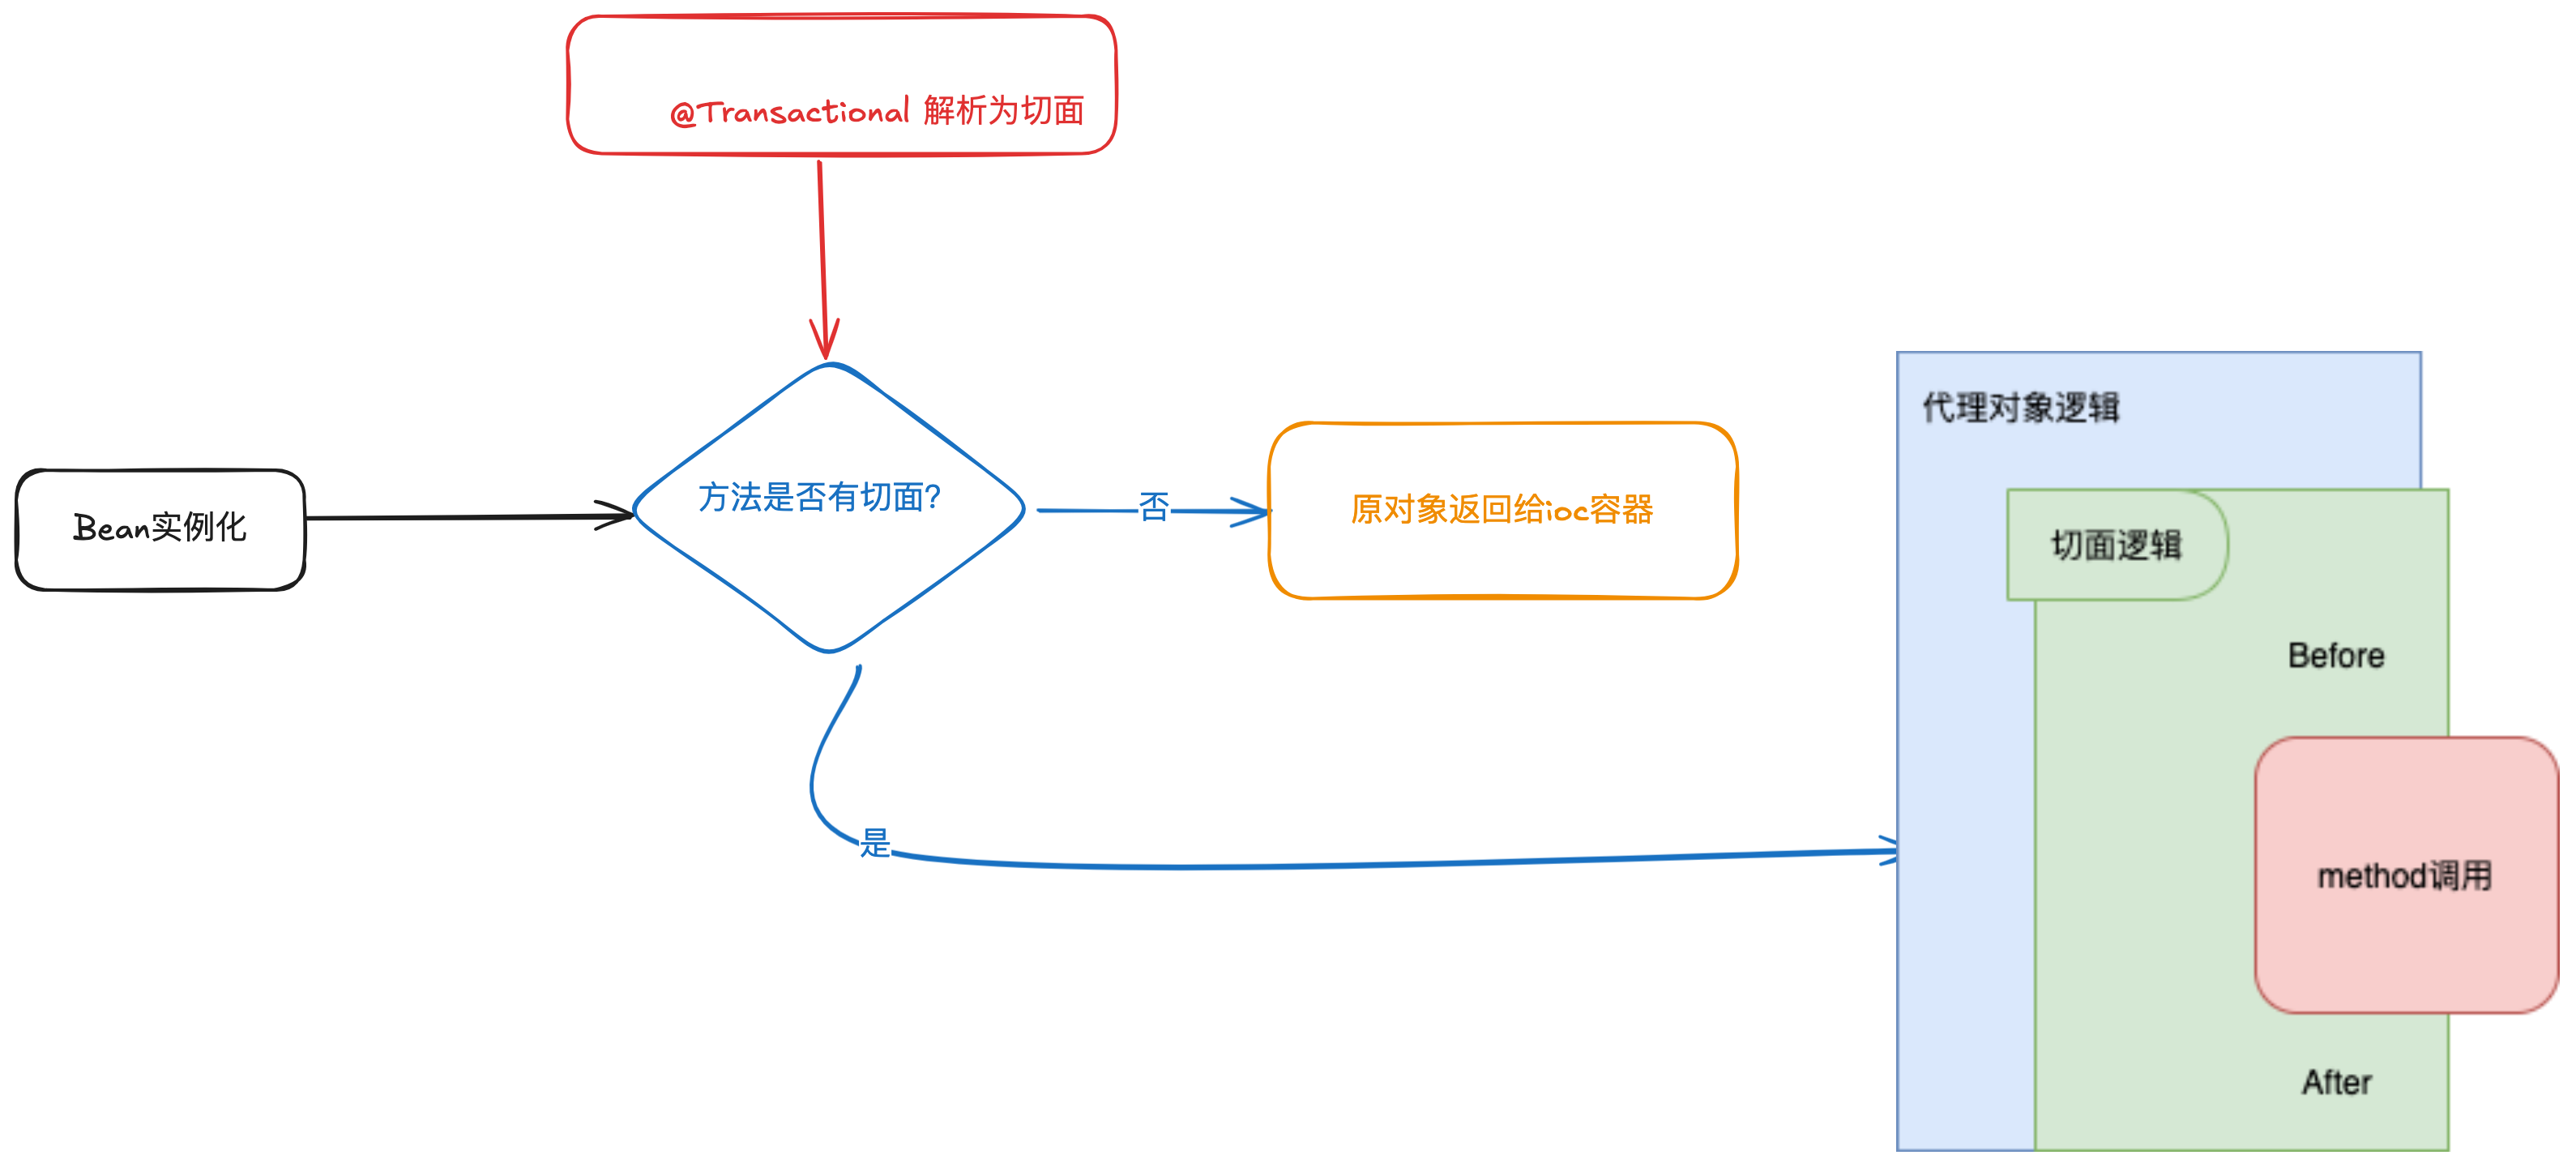 @Transactional 解析为切面
Bean实例化
方法是否有切面?
否
原对象返回给ioc容器
是
代理对象逻辑
切面逻辑
Before
method调用
After